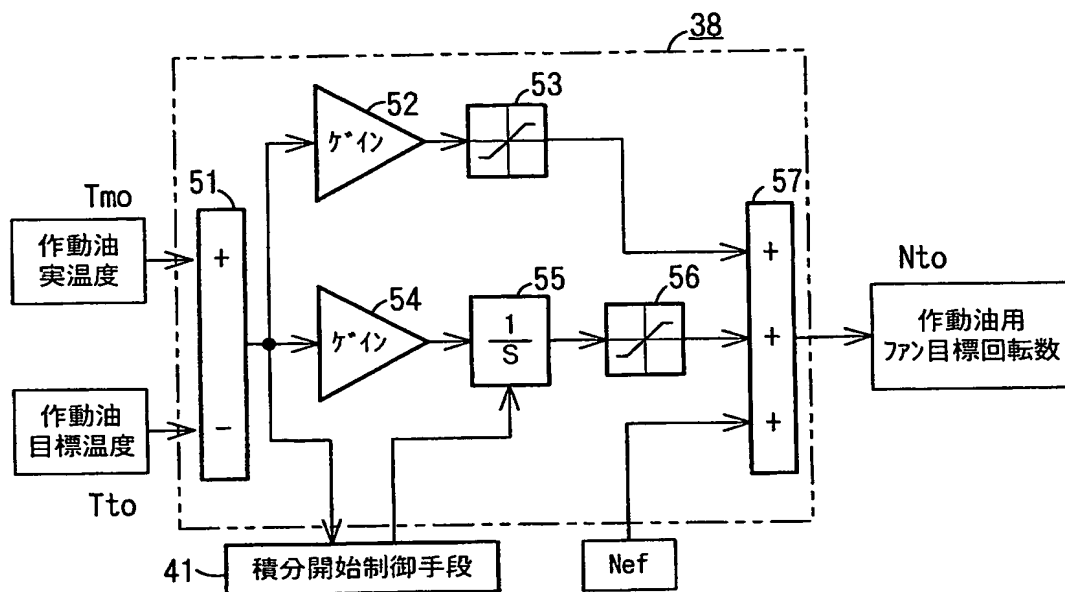 38
52
53
ゲイン
51
57
Tmo
作動油
実温度
+
+
Nto
54
55
56
ゲイン
1
S
+
作動油用
ファン目標回転数
作動油
目標温度
−
+
Tto
41
積分開始制御手段
Nef